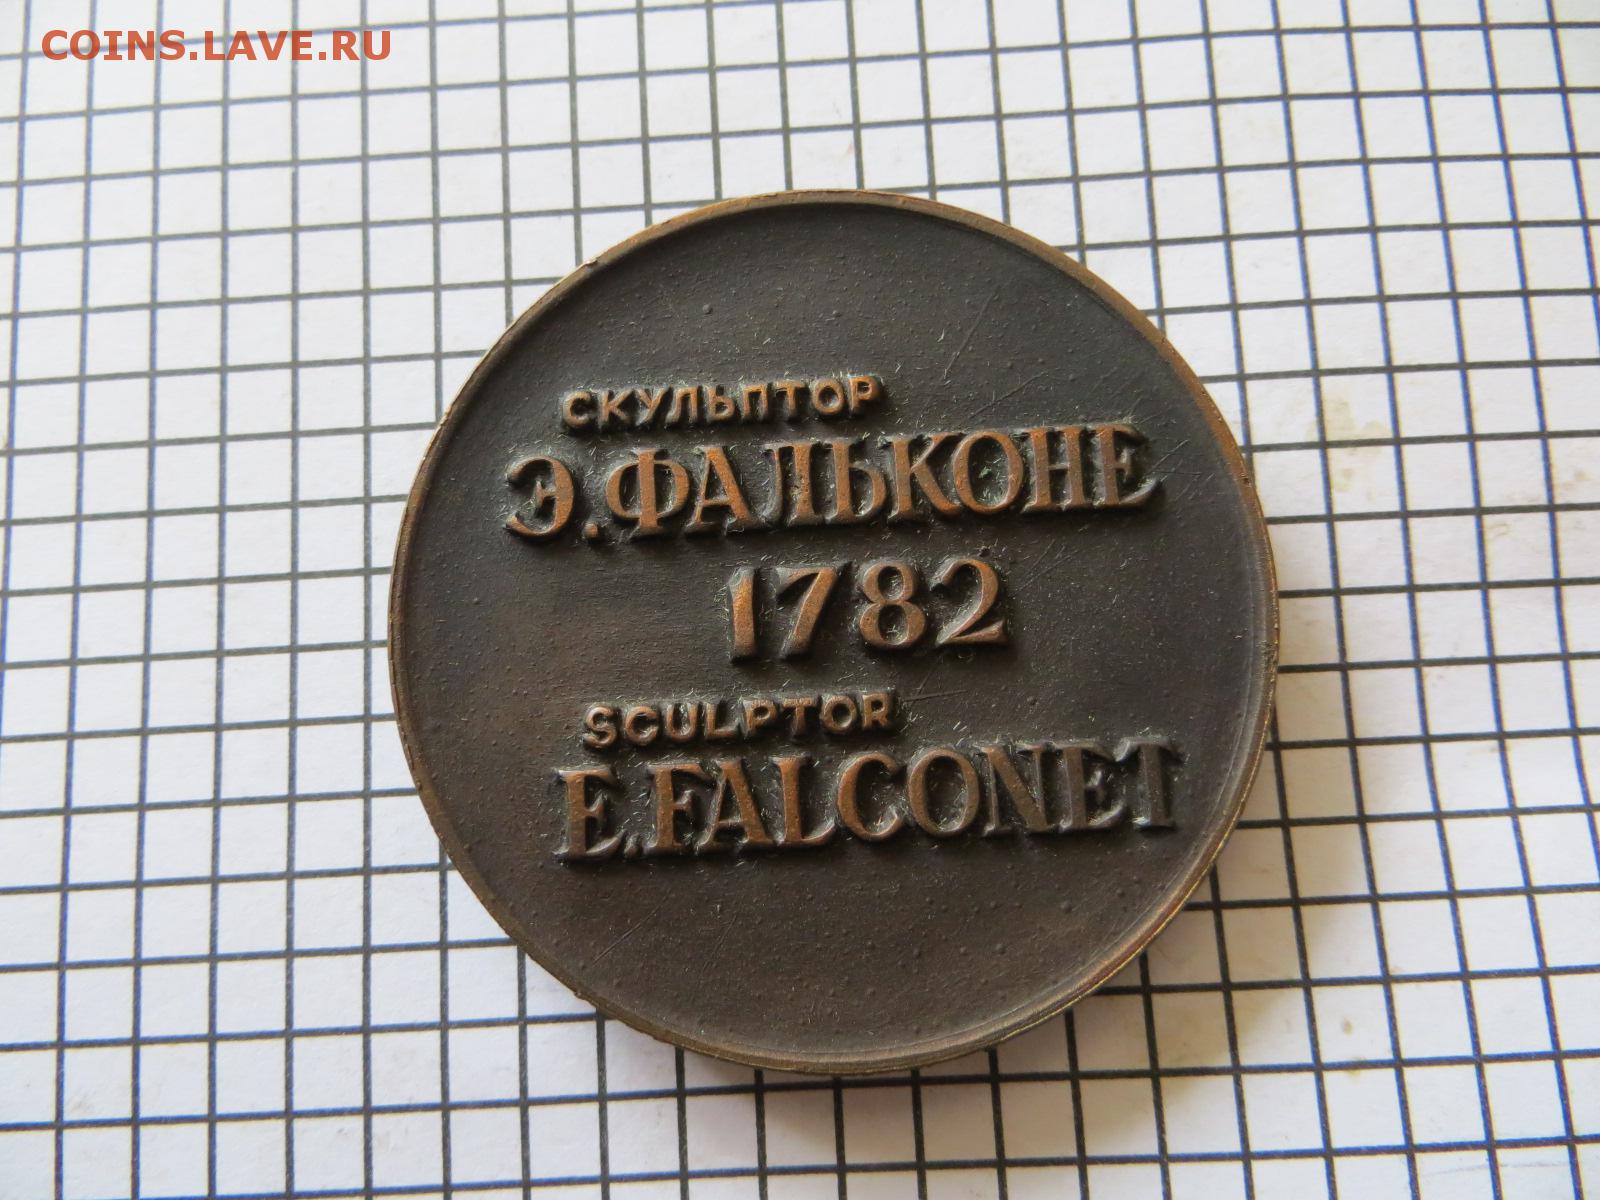 COINS.LAVE.RU
СКУЛЬПТОР
Э.ФАЛЬКОНЕ
1782
SCULPTOR
E.FALCONET